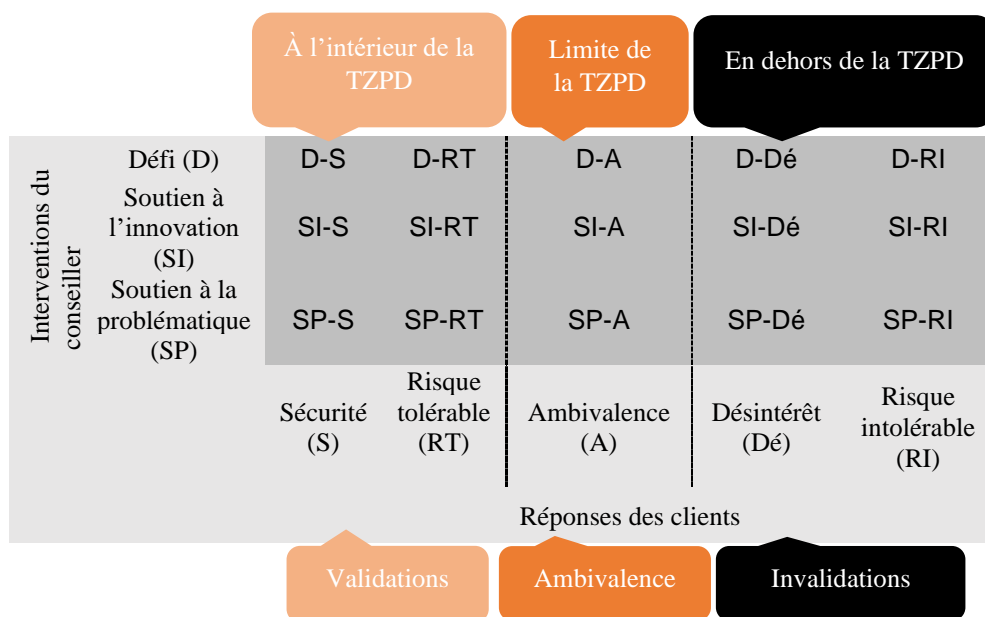 À l’intérieur de la
TZPD
Limite de
la TZPD
En dehors de la TZPD
Interventions du
conseiller
Défi (D)
D-S D-RT D-A D-Dé D-RI
Soutien à
l’innovation
(SI)
SI-S SI-RT SI-A SI-Dé SI-RI
Soutien à la
problématique
(SP)
SP-S SP-RT SP-A SP-Dé SP-RI
Sécurité
(S)
Risque
tolérable
(RT)
Ambivalence
(A)
Désintérêt
(Dé)
Risque
intolérable
(RI)
Réponses des clients
Validations
Ambivalence
Invalidations